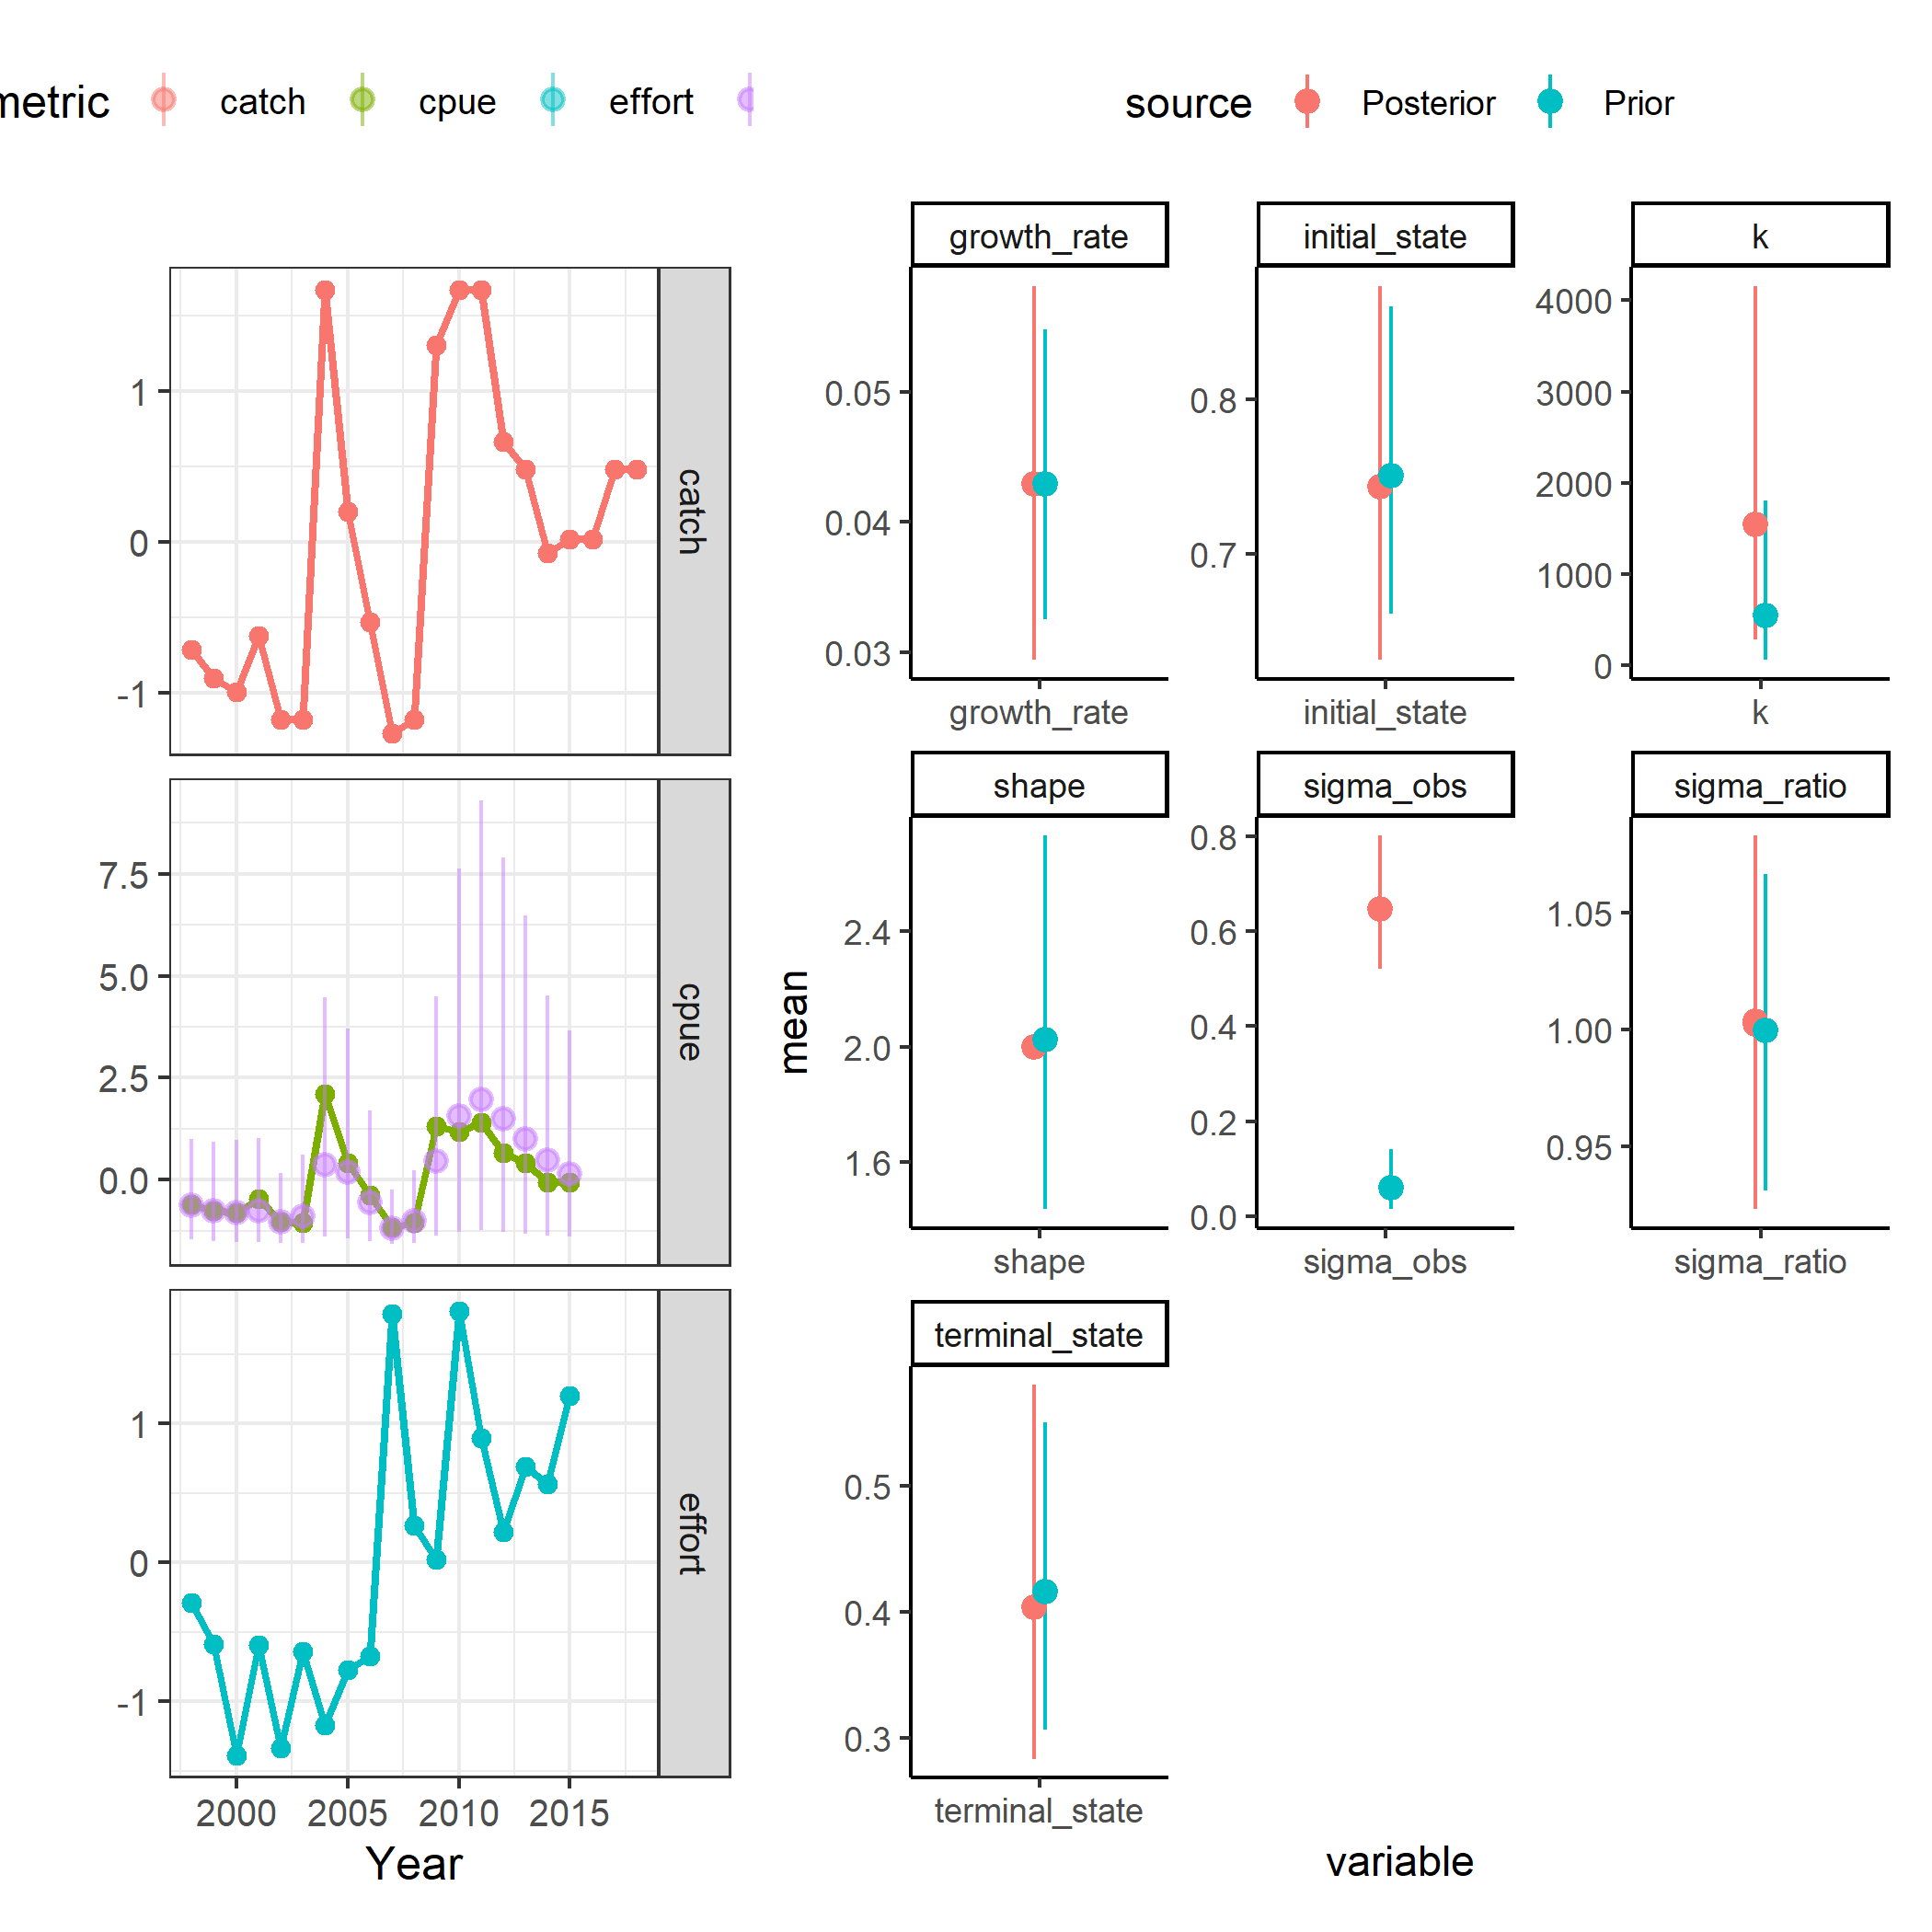 metric catch cpue effort
source Posterior Prior
catch
1
0
-1
cpue
7.5
5.0
2.5
0.0
effort
1
0
-1
2000 2005 2010 2015
Year
mean
growth_rate
0.05
0.04
0.03
growth_rate
initial_state
0.8
0.7
initial_state
k
4000
3000
2000
1000
0
k
shape
2.4
2.0
1.6
shape
sigma_obs
0.8
0.6
0.4
0.2
0.0
sigma_obs
sigma_ratio
1.05
1.00
0.95
sigma_ratio
terminal_state
0.5
0.4
0.3
terminal_state
variable